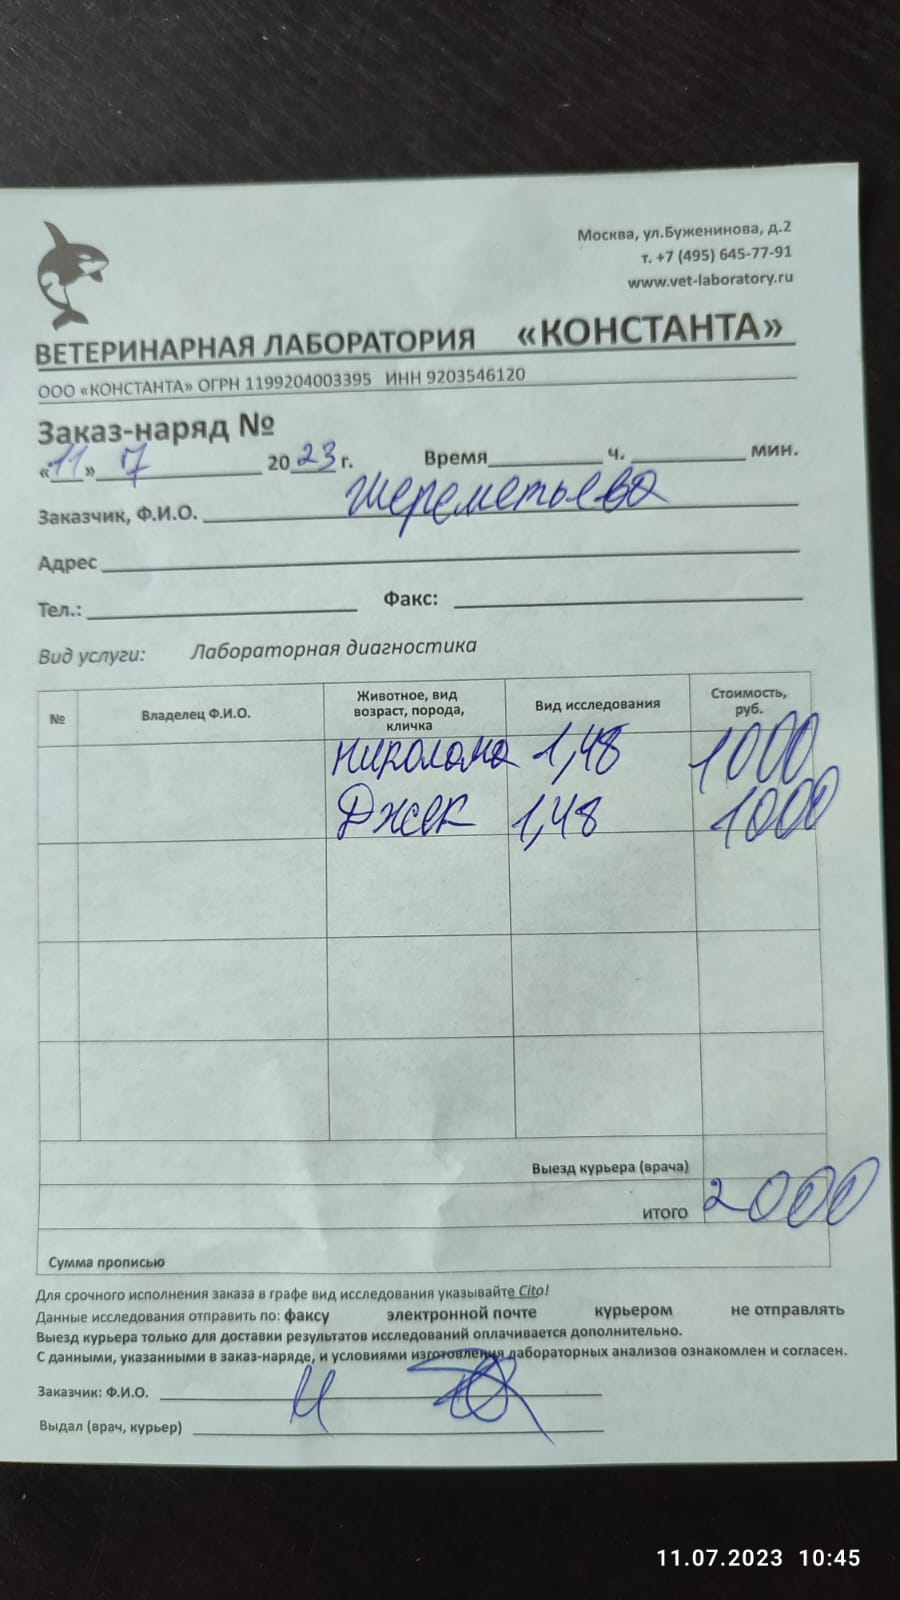 Москва, ул.Буженинова, д.2
т. +7 (495) 645-77-91
www.vet-laboratory.ru
ВЕТЕРИНАРНАЯ ЛАБОРАТОРИЯ «КОНСТАНТА»
ООО «КОНСТАНТА» ОГРН 1199204003395 ИНН 9203546120
Заказ-наряд №
«11» 7 2023 г. Время ч. мин.
Заказчик, Ф.И.О. Шереметьева
Адрес
Тел.: Факс:
Вид услуги: Лабораторная диагностика
№ Владелец Ф.И.О. Животное, вид возраст, порода, кличка Вид исследования Стоимость, руб.
1,48 1000
Джек 1,48 1000
Выезд курьера (врача)
ИТОГО 2000
Сумма прописью
Для срочного исполнения заказа в графе вид исследования указывайте Cito!
Данные исследования отправить по: факсу электронной почте курьером не отправлять
Выезд курьера только для доставки результатов исследований оплачивается дополнительно.
С данными, указанными в заказ-наряде, и условиями изготовления лабораторных анализов ознакомлен и согласен.
Заказчик: Ф.И.О.
Выдал (врач, курьер)
11.07.2023 10:45